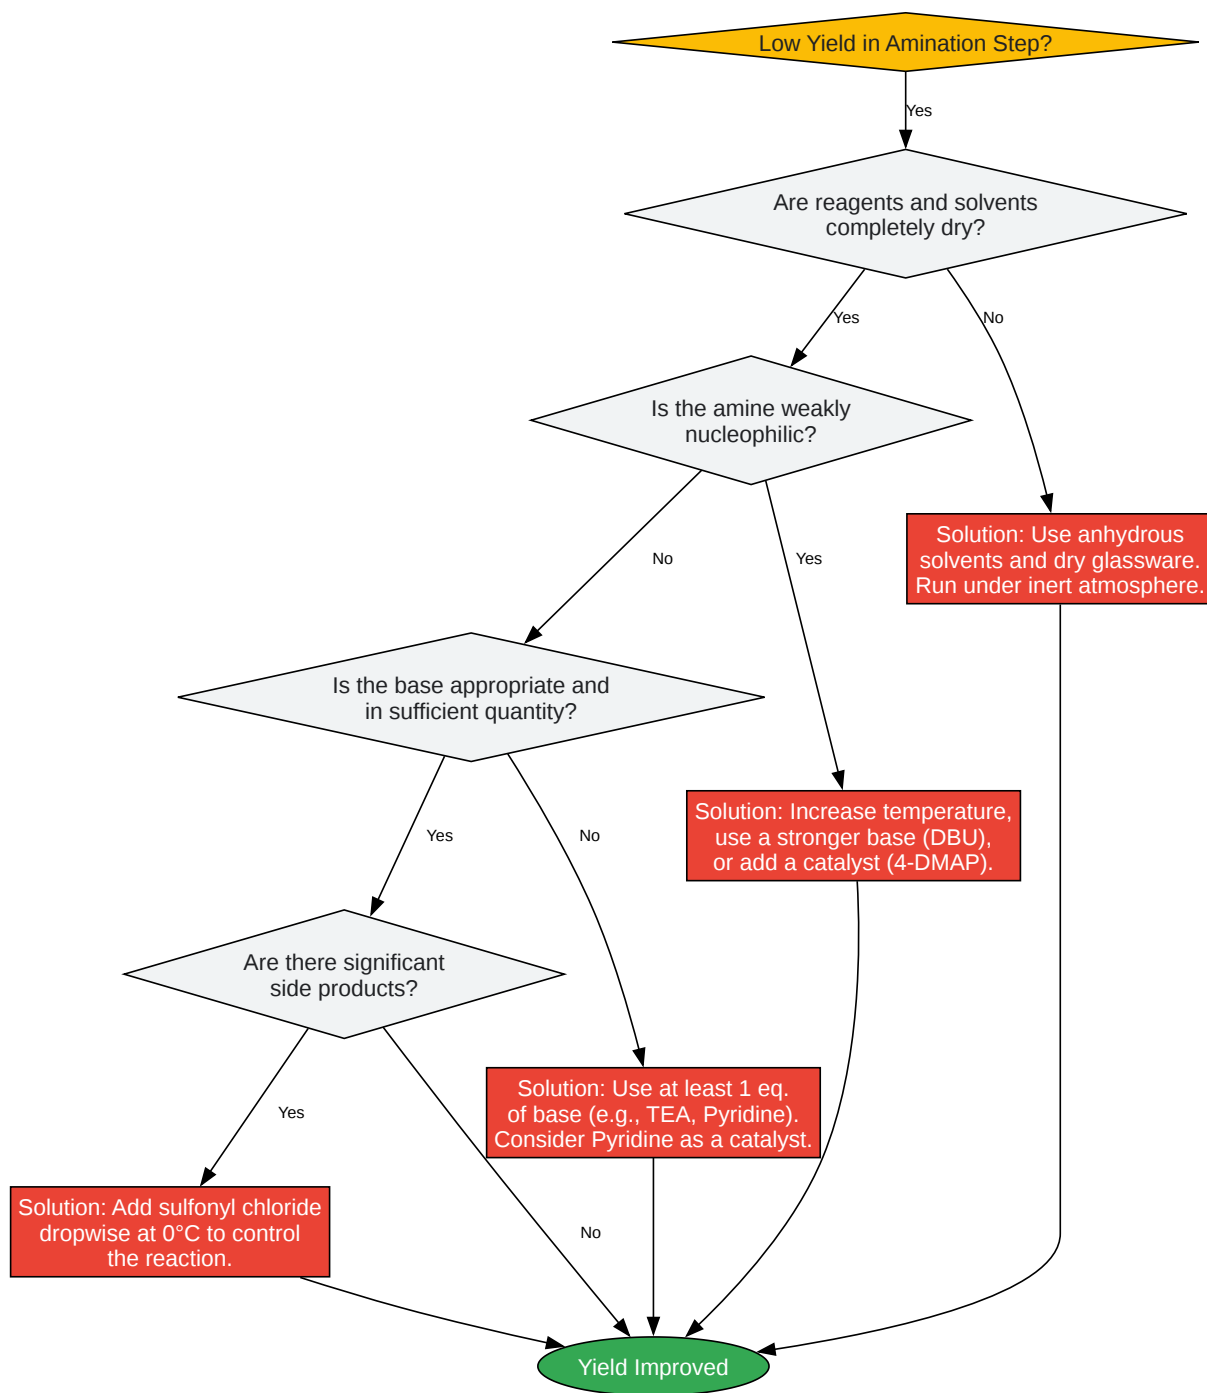 Low Yield in Amination Step?
Yes
Are reagents and solvents
completely dry?
Yes
No
Is the amine weakly
nucleophilic?
Solution: Use anhydrous
solvents and dry glassware.
Run under inert atmosphere.
No
Yes
Is the base appropriate and
in sufficient quantity?
Solution: Increase temperature,
use a stronger base (DBU),
or add a catalyst (4-DMAP).
Yes
No
Are there significant
side products?
Solution: Use at least 1 eq.
of base (e.g., TEA, Pyridine).
Consider Pyridine as a catalyst.
Yes
Solution: Add sulfonyl chloride
dropwise at 0°C to control
the reaction.
No
Yield Improved